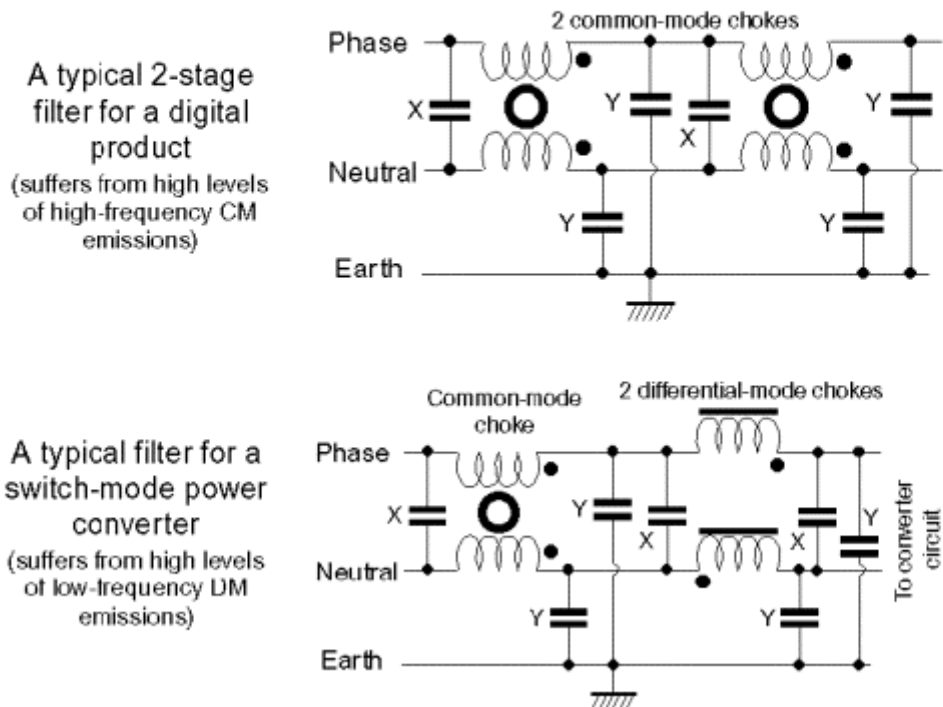 A typical 2-stage
filter for a digital
product
(suffers from high levels
of high-frequency CM
emissions)
2 common-mode chokes
Phase
X
Y
X
Y
Neutral
Y
Y
Earth
A typical filter for a
switch-mode power
converter
(suffers from high levels
of low-frequency DM
emissions)
Common-mode
choke
2 differential-mode chokes
Phase
X
Y
X
X
Y
To converter
circuit
Neutral
Y
Y
Earth